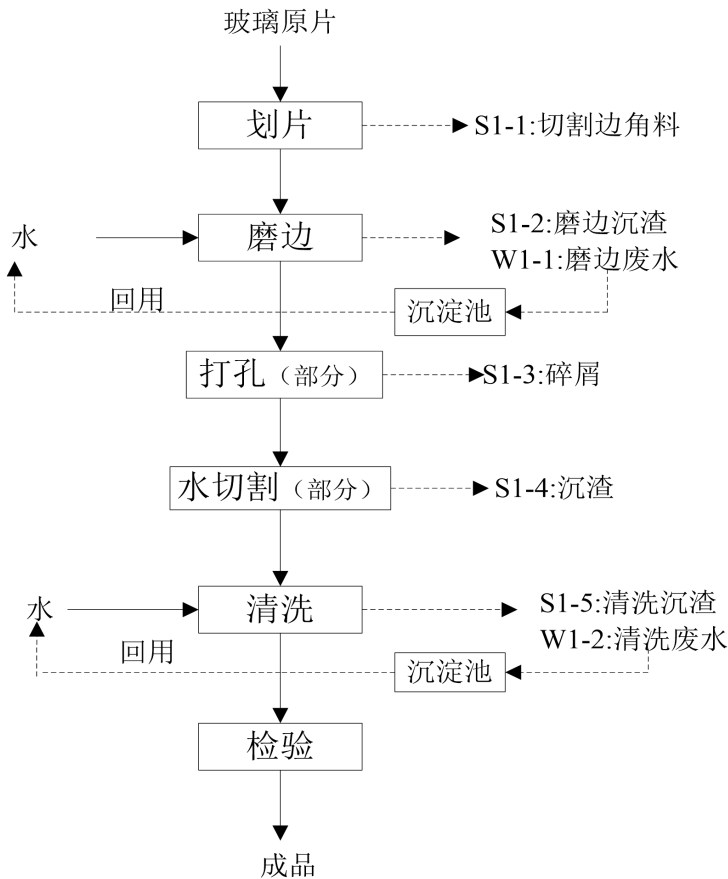 玻璃原片
划片
S1-1:切割边角料
水
磨边
S1-2:磨边沉渣
W1-1:磨边废水
回用
沉淀池
打孔（部分）
S1-3:碎屑
水切割（部分）
S1-4:沉渣
水
清洗
S1-5:清洗沉渣
W1-2:清洗废水
回用
沉淀池
检验
成品